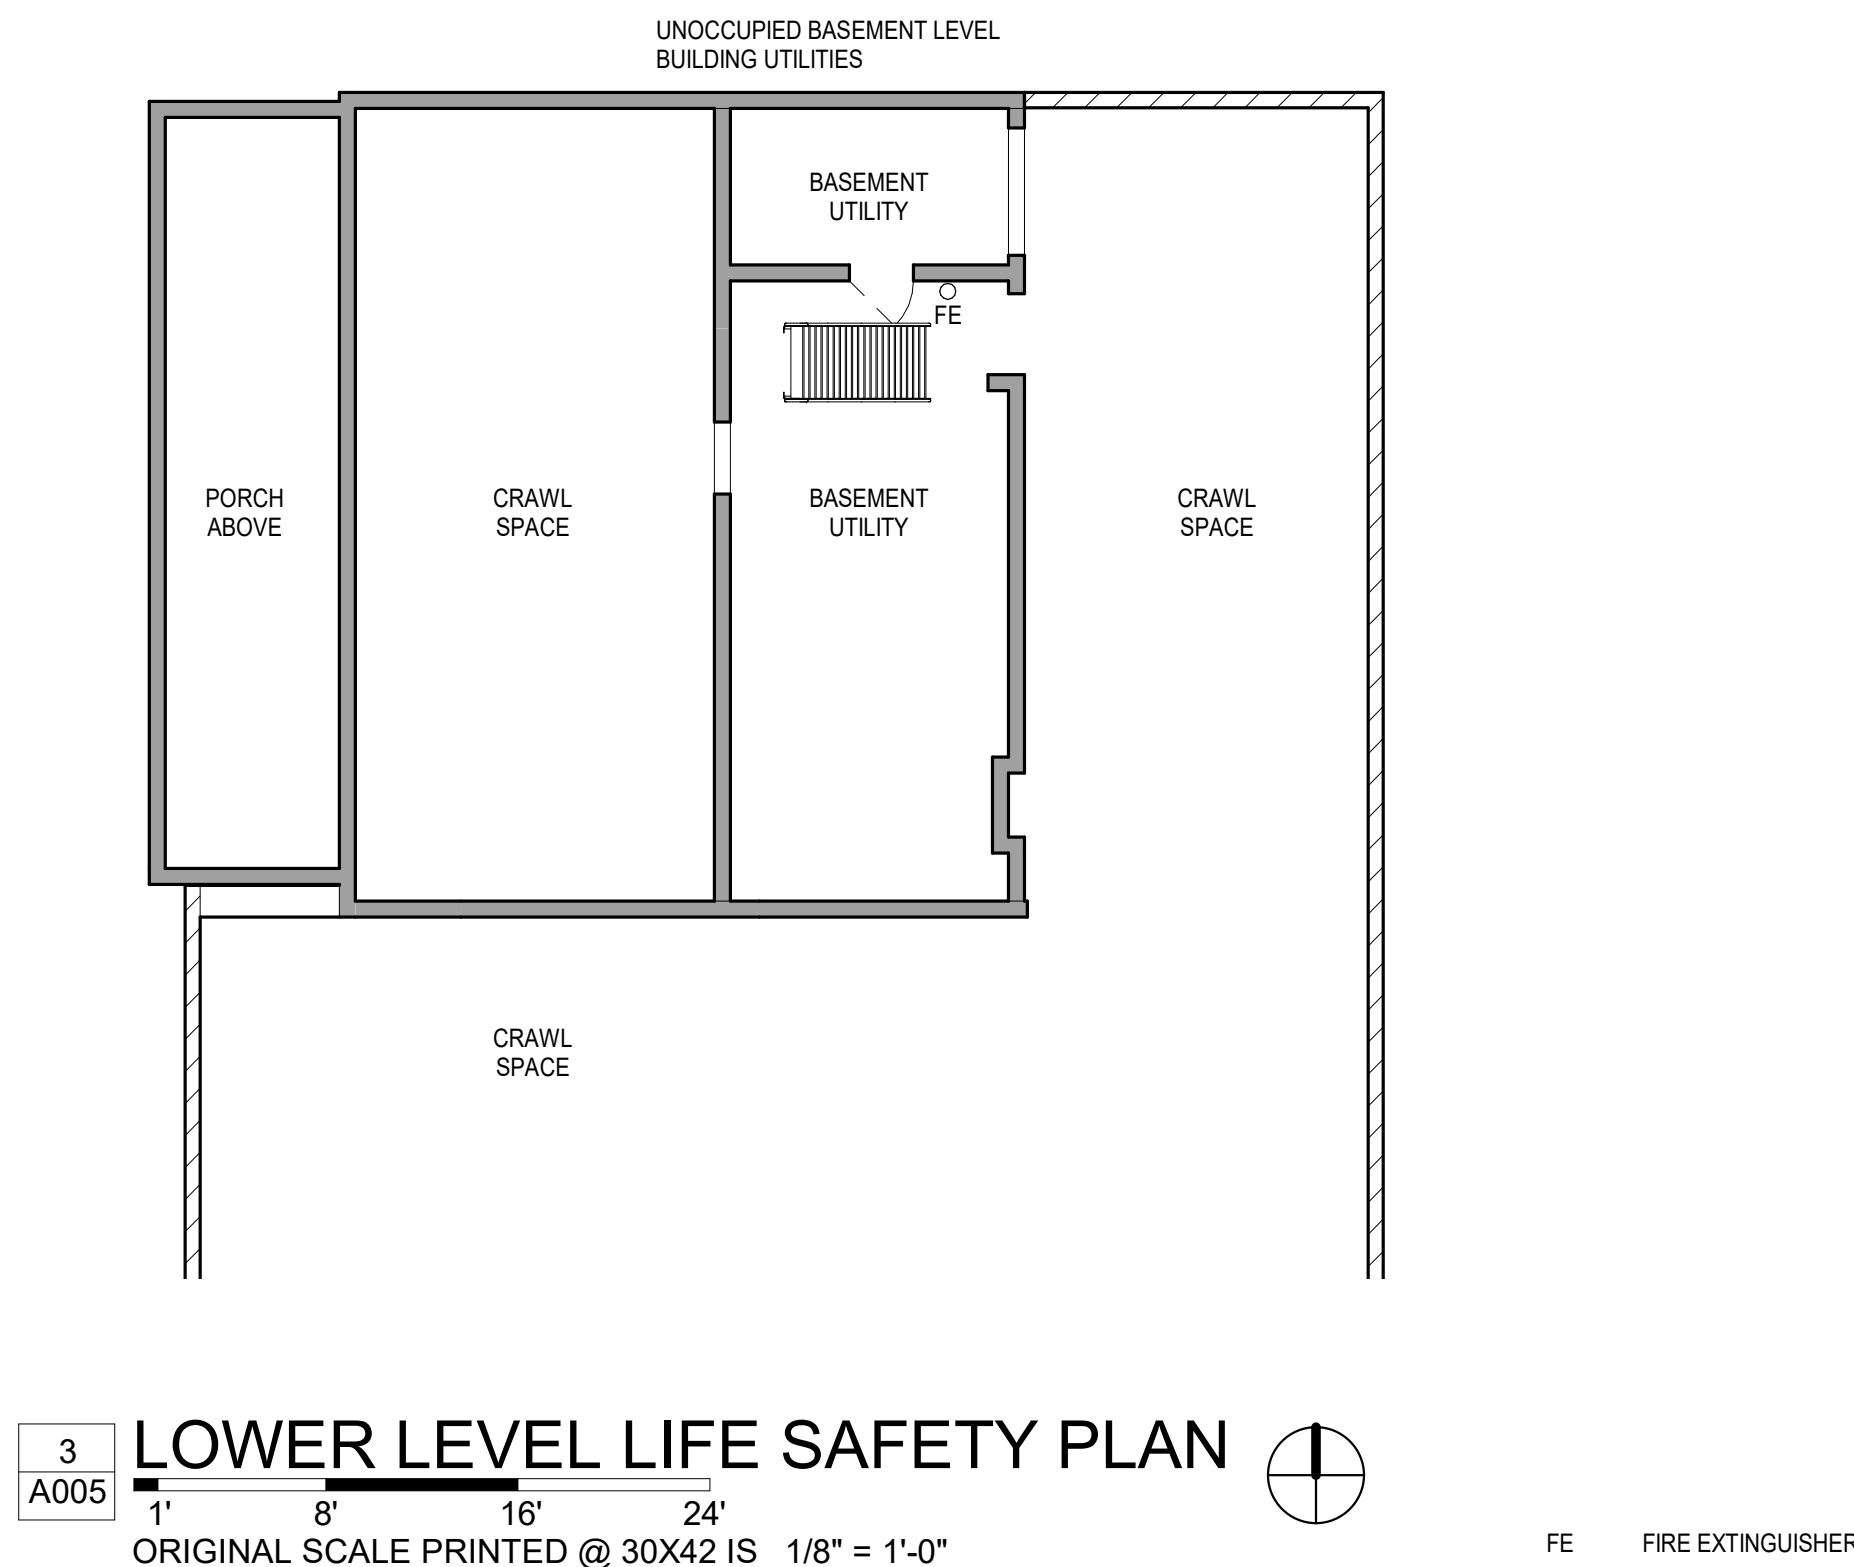 UNOCCUPIED BASEMENT LEVEL
BUILDING UTILITIES
BASEMENT
UTILITY
FE
PORCH
ABOVE
CRAWL
SPACE
BASEMENT
UTILITY
CRAWL
SPACE
CRAWL
SPACE
3
A005
LOWER LEVEL LIFE SAFETY PLAN
1' 8' 16' 24'
ORIGINAL SCALE PRINTED @ 30X42 IS 1/8" = 1'-0"
FE FIRE EXTINGUISHER